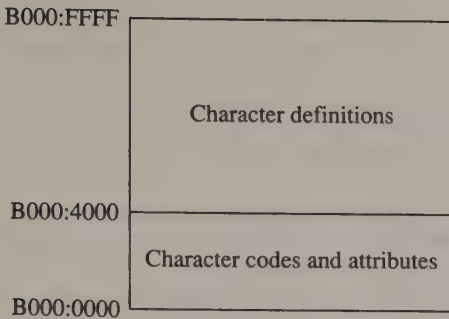 B000:FFFF
Character definitions
B000:4000
Character codes and attributes
B000:0000